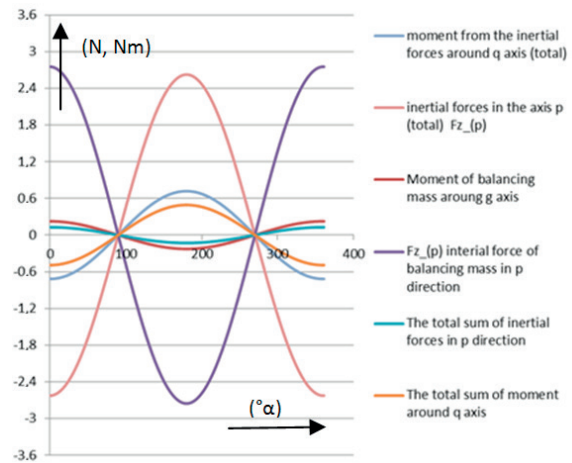 3.6
3
2.4
1.8
1.2
0.6
0
-0.6
-1.2
-1.8
-2.4
-3
-3.6
0 100 200 300 400
(N, Nm)
(°α)
moment from the inertial
forces around q axis (total)
inertial forces in the axis p
(total) Fz_(p)
Moment of balancing
mass aroung g axis
Fz_(p) interial force of
balancing mass in p
direction
The total sum of inertial
forces in p direction
The total sum of moment
around q axis